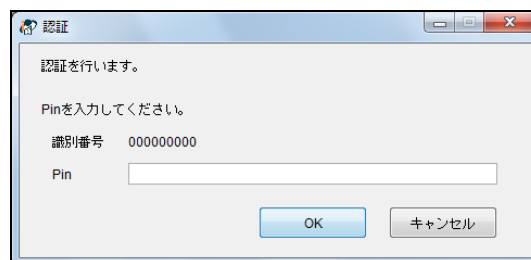 認証
認証を行います。
Pinを入力してください。
識別番号 000000000
Pin
OK キャンセル